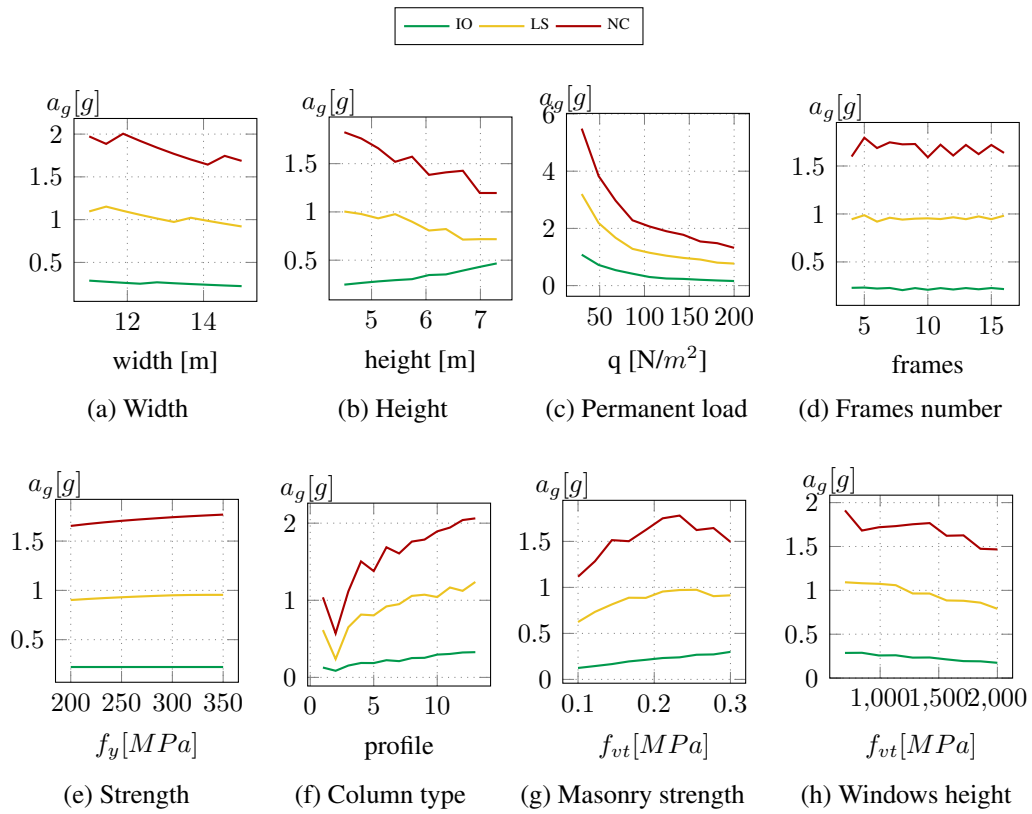 IO LS NC
a_g[g]
2
1.5
1
0.5
12 14
width [m]
(a) Width
a_g[g]
1.5
1
0.5
5 6 7
height [m]
(b) Height
a_g[g]
6
4
2
0
50 100 150 200
q [N/m²]
(c) Permanent load
a_g[g]
1.5
1
0.5
5 10 15
frames
(d) Frames number
a_g[g]
1.5
1
0.5
200 250 300 350
f_y[MPa]
(e) Strength
a_g[g]
2
1
0
0 5 10
profile
(f) Column type
a_g[g]
2
1.5
1
0.5
0
0.1 0.2 0.3
f_vt[MPa]
(g) Masonry strength
a_g[g]
2
1.5
1
0.5
0
1,000 1,500 2,000
f_vt[MPa]
(h) Windows height